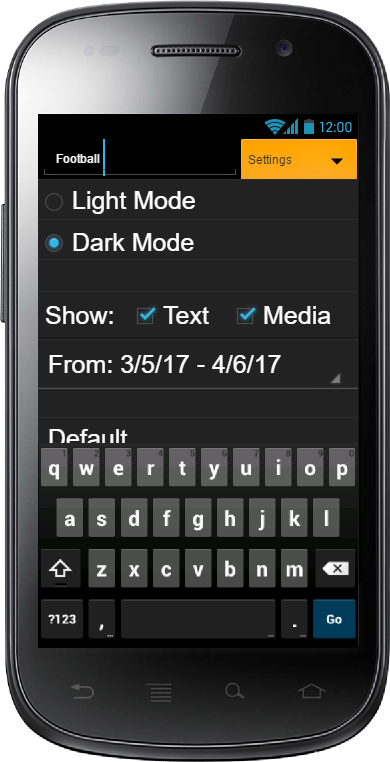 12:00
Football
Settings
Light Mode
Dark Mode
Show: Text Media
From: 3/5/17 - 4/6/17
Default
1 2 3 4 5 6 7 8 9 0
q w e r t y u i o p
a s d f g h j k l
z x c v b n m
?123 , ... ... . ... Go